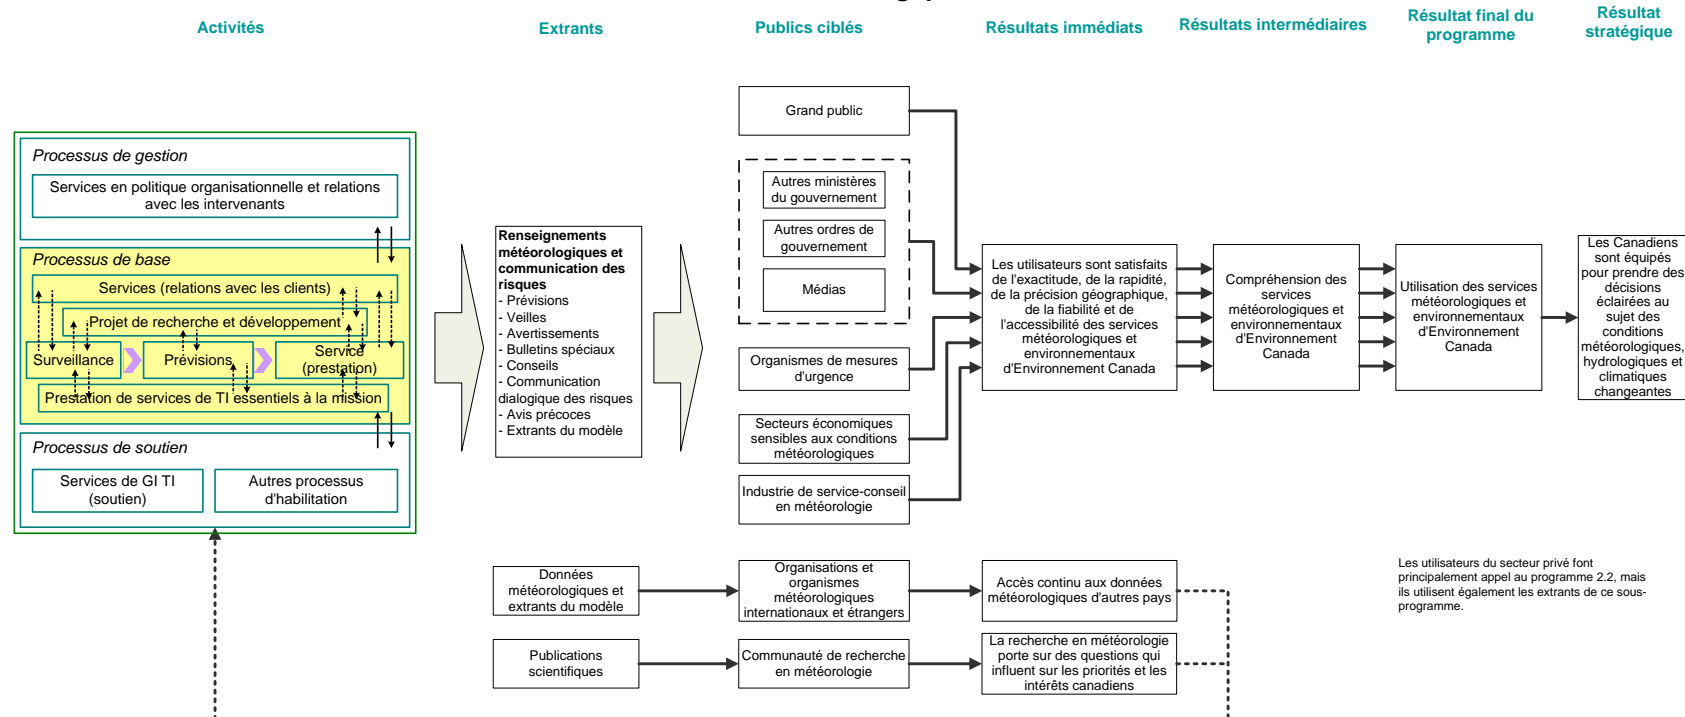 Activités
Extrants
Publics ciblés
Résultats immédiats
Résultats intermédiaires
Résultat final du
programme
Résultat
stratégique
Processus de gestion
Services en politique organisationnelle et relations
avec les intervenants
Processus de base
Services (relations avec les clients)
Projet de recherche et développement
Surveillance
Prévisions
Service
(prestation)
Prestation de services de TI essentiels à la mission
Processus de soutien
Services de GI TI
(soutien)
Autres processus
d'habilitation
Renseignements
météorologiques et
communication des
risques
- Prévisions
- Veilles
- Avertissements
- Bulletins spéciaux
- Conseils
- Communication
dialogique des risques
- Avis précoces
- Extrants du modèle
Grand public
Autres ministères
du gouvernement
Autres ordres de
gouvernement
Médias
Organismes de mesures
d'urgence
Secteurs économiques
sensibles aux conditions
météorologiques
Industrie de service-conseil
en météorologie
Les utilisateurs sont satisfaits
de l'exactitude, de la rapidité,
de la précision géographique,
de la fiabilité et de
l'accessibilité des services
météorologiques et
environnementaux
d'Environnement Canada
Compréhension des
services
météorologiques et
environnementaux
d'Environnement
Canada
Utilisation des services
météorologiques et
environnementaux
d'Environnement
Canada
Les Canadiens
sont équipés
pour prendre des
décisions
éclairées au
sujet des
conditions
météorologiques,
hydrologiques et
climatiques
changeantes
Données
météorologiques et
extrants du modèle
Organisations et
organismes
météorologiques
internationaux et étrangers
Accès continu aux données
météorologiques d'autres pays
Les utilisateurs du secteur privé font
principalement appel au programme 2.2, mais
ils utilisent également les extrants de ce sous-
programme.
Publications
scientifiques
Communauté de recherche
en météorologie
La recherche en météorologie
porte sur des questions qui
influent sur les priorités et les
intérêts canadiens